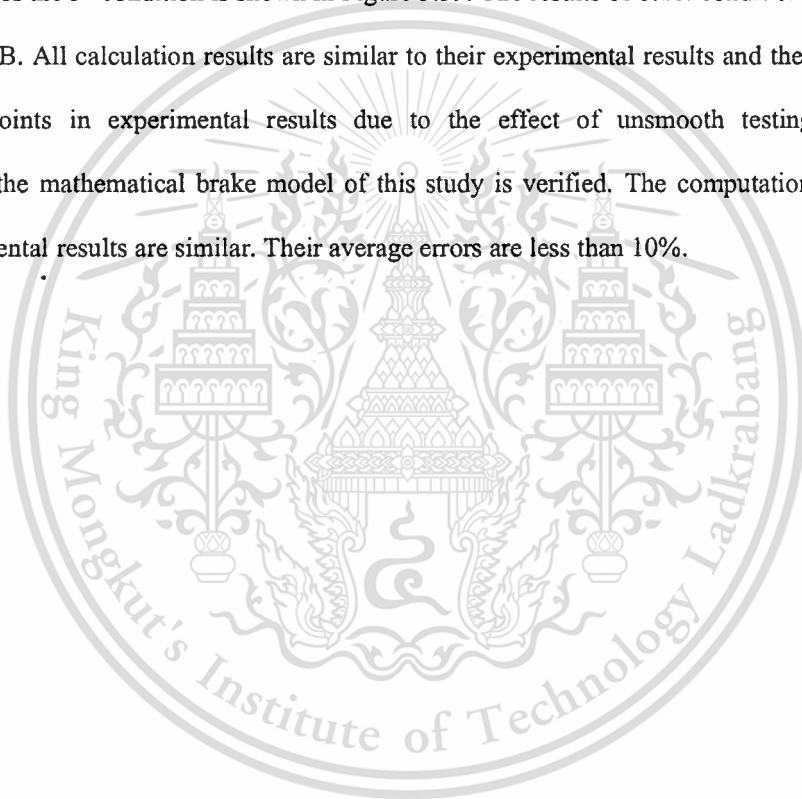 B. All calculation results are similar to their experimental results and the
oints in experimental results due to the effect of unsmooth testing
the mathematical brake model of this study is verified. The computation
ental results are similar. Their average errors are less than 10%.
King Mongkut's Institute of Technology Ladkrabang